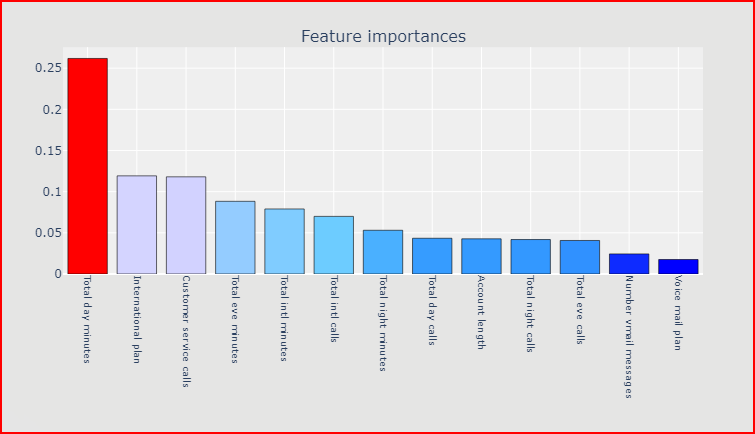 Feature importances
0.25
0.2
0.15
0.1
0.05
0
Total day minutes
International plan
Customer service calls
Total eve minutes
Total intl minutes
Total intl calls
Total night minutes
Total day calls
Account length
Total night calls
Total eve calls
Number vmail messages
Voice mail plan